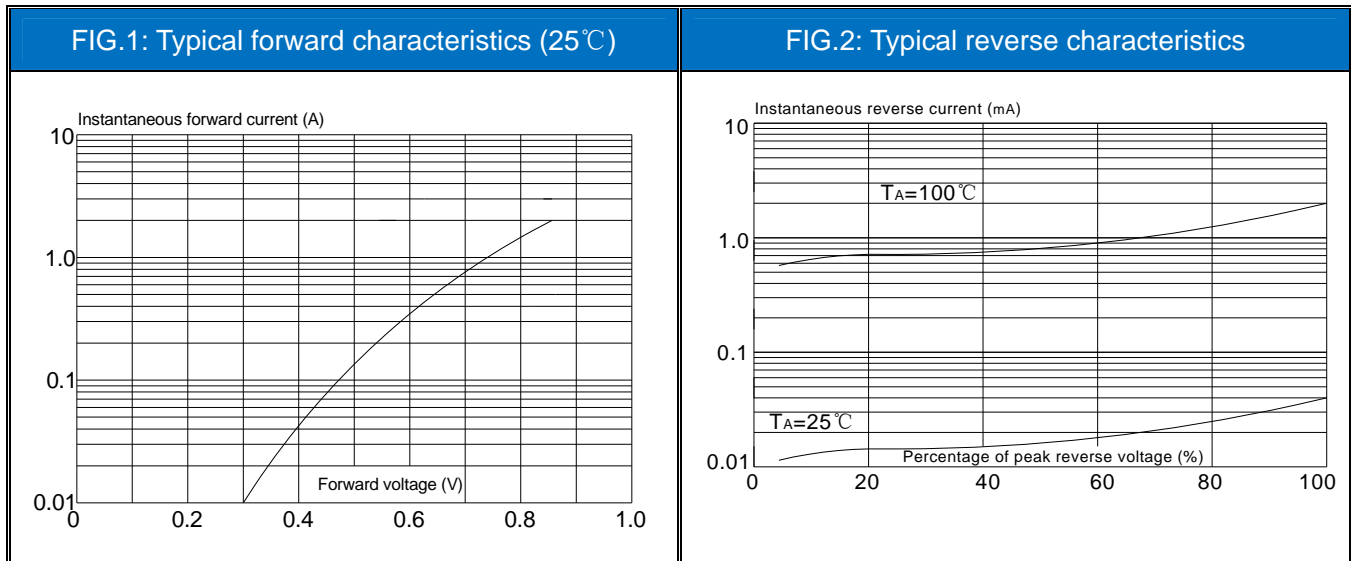 FIG.1: Typical forward characteristics (25℃)
Instantaneous forward current (A)
10
1.0
0.1
0.01
Forward voltage (V)
0 0.2 0.4 0.6 0.8 1.0
FIG.2: Typical reverse characteristics
Instantaneous reverse current (mA)
10
TA=100℃
1.0
0.1
TA=25℃
0.01
Percentage of peak reverse voltage (%)
0 20 40 60 80 100